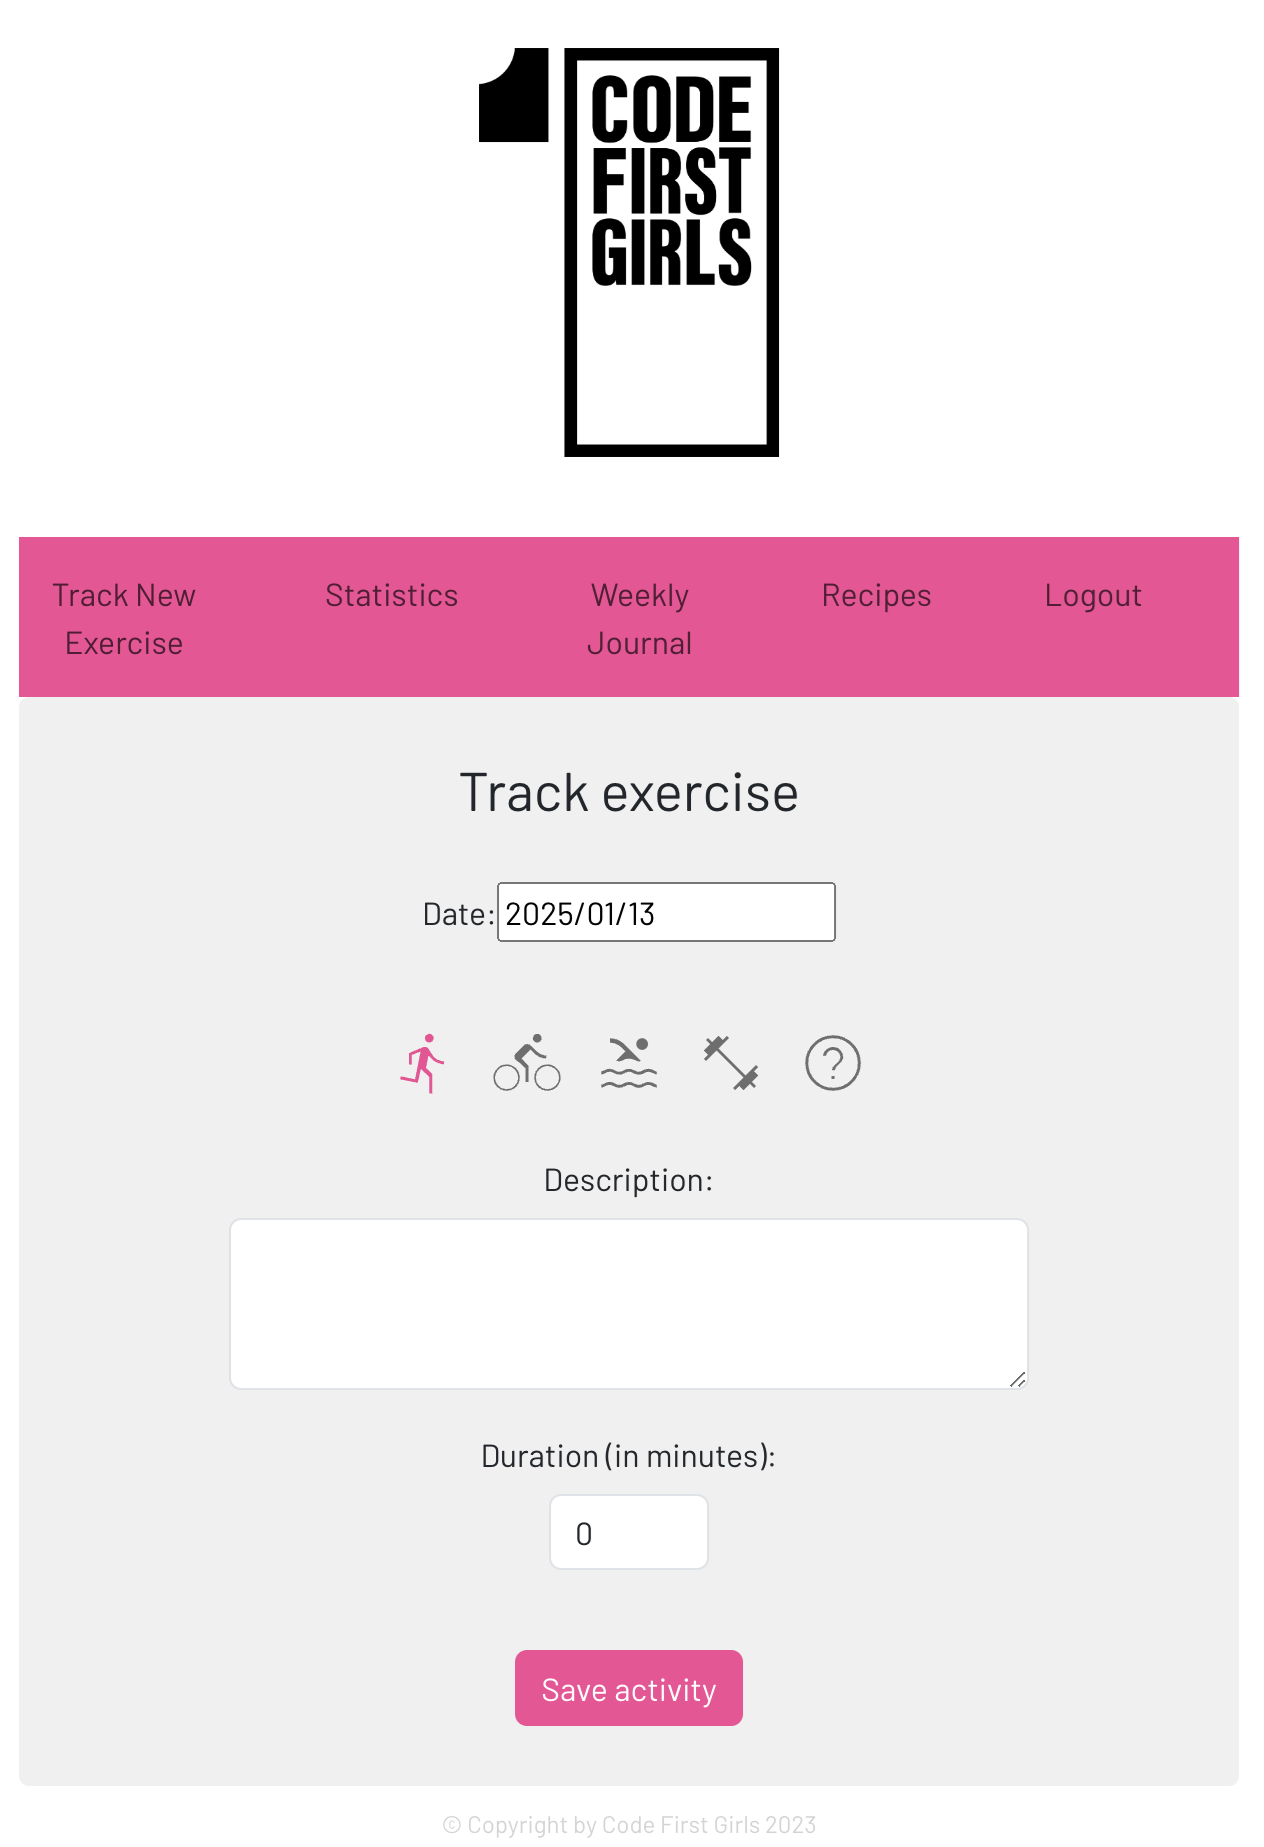 CODE
FIRST
GIRLS
Track New Exercise
Statistics
Weekly Journal
Recipes
Logout
Track exercise
Date: 2025/01/13
?
Description:
Duration (in minutes):
0
Save activity
© Copyright by Code First Girls 2023